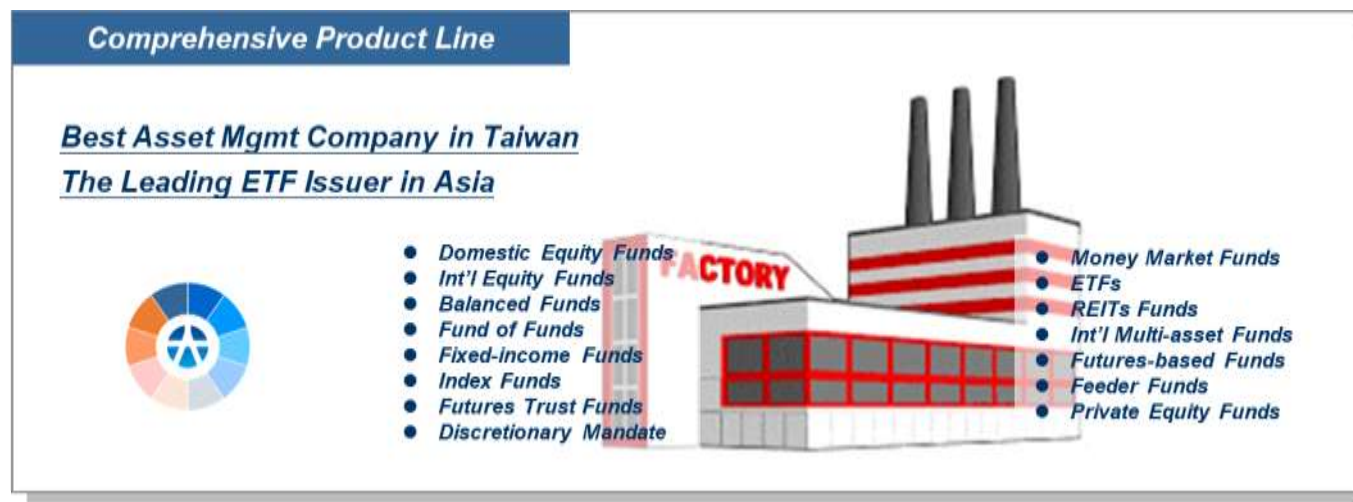 Comprehensive Product Line
Best Asset Mgmt Company in Taiwan
The Leading ETF Issuer in Asia
Domestic Equity Funds
Int'l Equity Funds
Balanced Funds
Fund of Funds
Fixed-income Funds
Index Funds
Futures Trust Funds
Discretionary Mandate
FACTORY
Money Market Funds
ETFs
REITs Funds
Int'l Multi-asset Funds
Futures-based Funds
Feeder Funds
Private Equity Funds